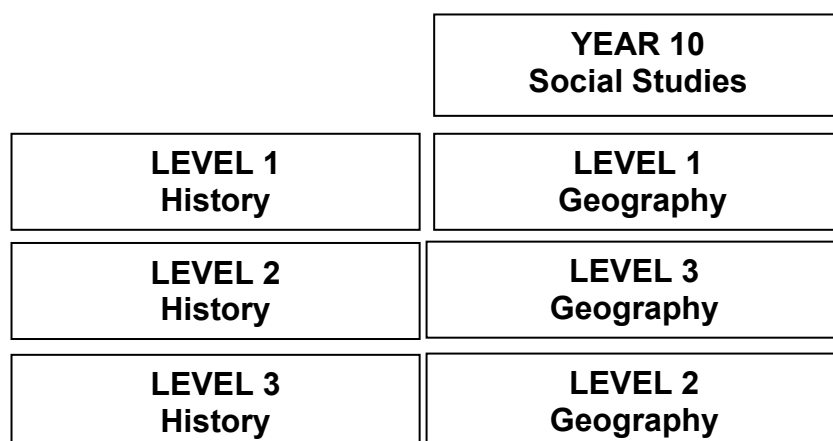 YEAR 10
Social Studies
LEVEL 1
History
LEVEL 1
Geography
LEVEL 2
History
LEVEL 3
Geography
LEVEL 3
History
LEVEL 2
Geography